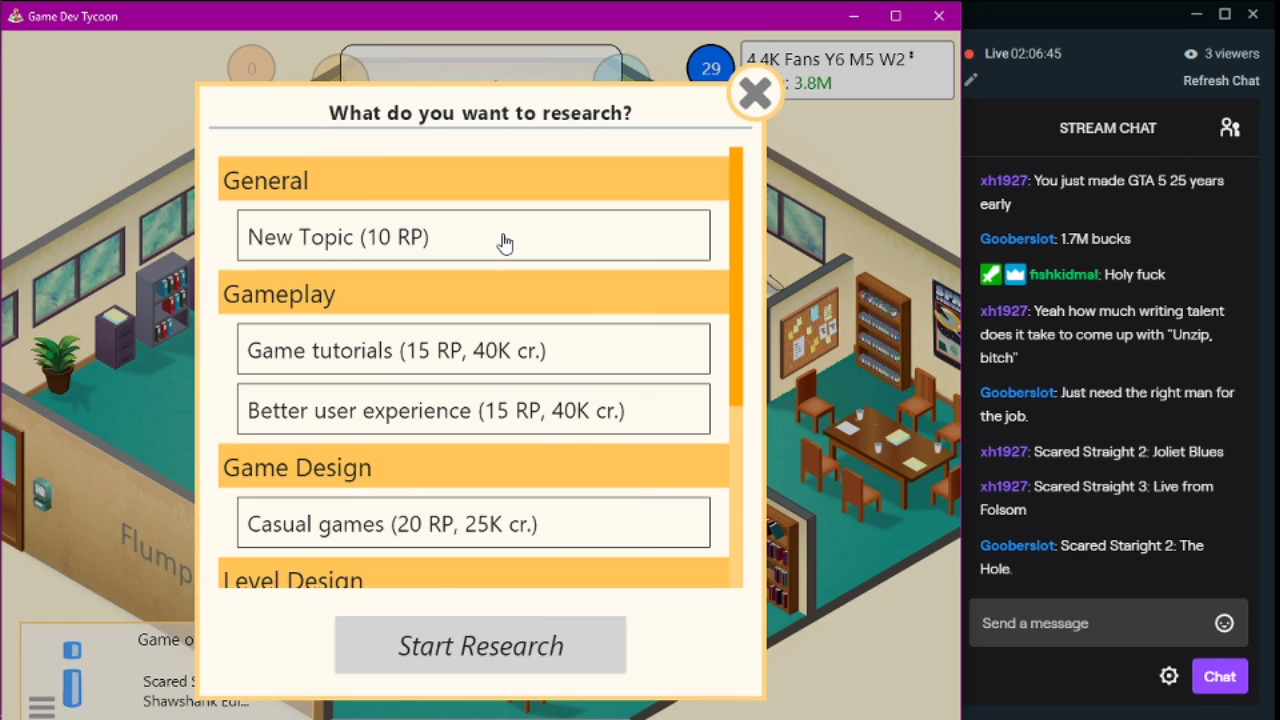 Game Dev Tycoon
0
29
4.4K Fans Y6 M5 W2
: 3.8M
What do you want to research?
General
New Topic (10 RP)
Gameplay
Game tutorials (15 RP, 40K cr.)
Better user experience (15 RP, 40K cr.)
Game Design
Casual games (20 RP, 25K cr.)
Level Design
Start Research
Flump
Game o
Scared S
Shawshank Edi...
Live 02:06:45
3 viewers
Refresh Chat
STREAM CHAT
xh1927: You just made GTA 5 25 years
early
Gooberslot: 1.7M bucks
fishkidmal: Holy fuck
xh1927: Yeah how much writing talent
does it take to come up with "Unzip,
bitch"
Gooberslot: Just need the right man for
the job.
xh1927: Scared Straight 2: Joliet Blues
xh1927: Scared Straight 3: Live from
Folsom
Gooberslot: Scared Staright 2: The
Hole.
Send a message
Chat